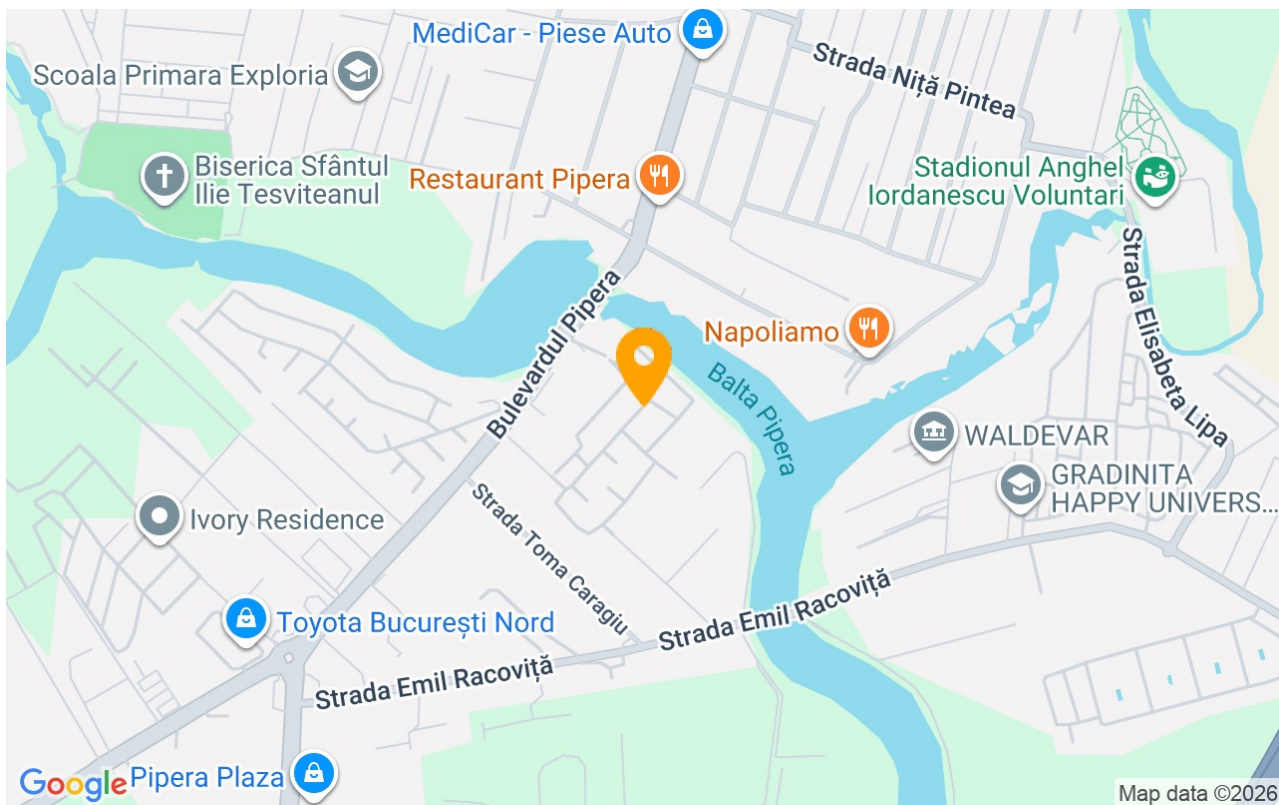 MediCar - Piese Auto
Strada Niță Pintea
Scoala Primara Exploria
Biserica Sfântul
Ilie Tesviteanul
Restaurant Pipera
Stadionul Anghel
Iordanescu Voluntari
Strada Elisabeta Lipa
Bulevardul Pipera
Napoliamo
Balta Pipera
WALDEVAR
GRADINITA
HAPPY UNIVERS...
Ivory Residence
Strada Toma Caragiu
Toyota București Nord
Strada Emil Racoviță
Strada Emil Racoviță
Google
Pipera Plaza
Map data ©2026